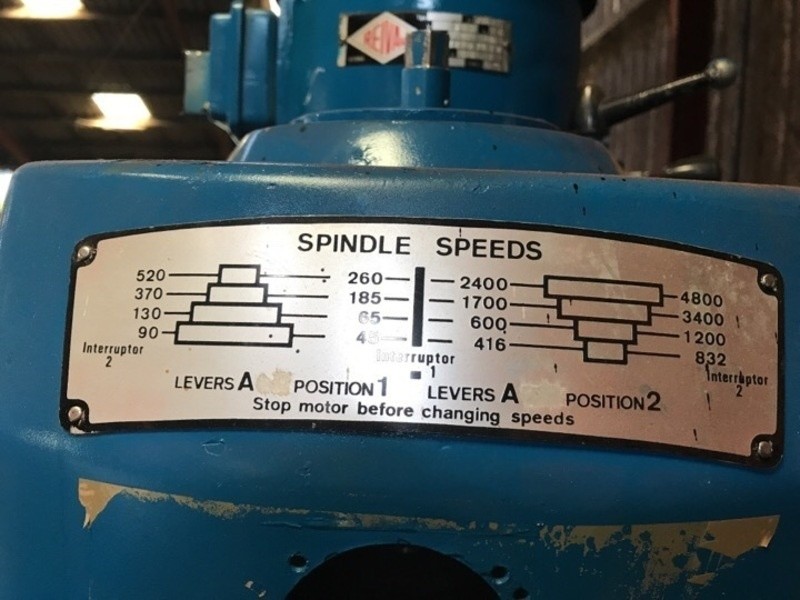 REIVAJ
SPINDLE SPEEDS
520 260 2400 4800
370 185 1700 3400
130 65 600 1200
90 45 416 832
Interruptor 2
Interruptor 1
Interruptor 2
LEVERS A POSITION 1 LEVERS A POSITION 2
Stop motor before changing speeds